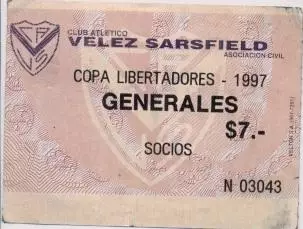 CLUB ATLETICO
VELEZ SARSFIELD
ASOCIACION CIVIL
COPA LIBERTADORES - 1997
GENERALES
$7.-
SOCIOS
N 03043